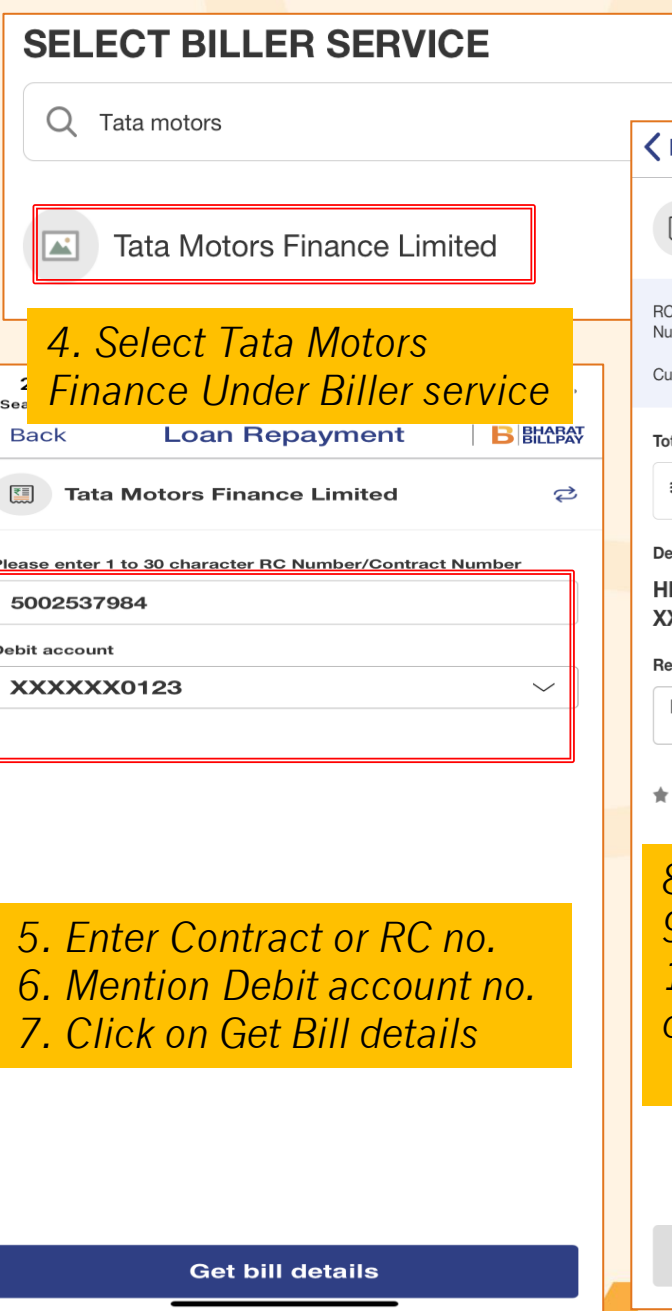 SELECT BILLER SERVICE
Tata motors
Tata Motors Finance Limited
4. Select Tata Motors
Finance Under Biller service
Back
Loan Repayment
B BHARAT
BILLPAY
Tata Motors Finance Limited
Please enter 1 to 30 character RC Number/Contract Number
5002537984
Debit account
XXXXXX0123
5. Enter Contract or RC no.
6. Mention Debit account no.
7. Click on Get Bill details
Get bill details
RC